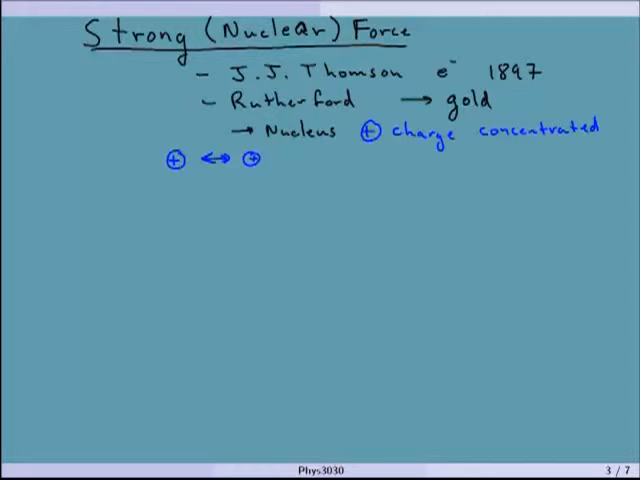 Strong (Nuclear) Force
- J.J. Thomson e⁻ 1897
- Rutherford → gold
→ Nucleus ⊕ charge concentrated
⊕ ↔ ⊕
Phys3030
3 / 7